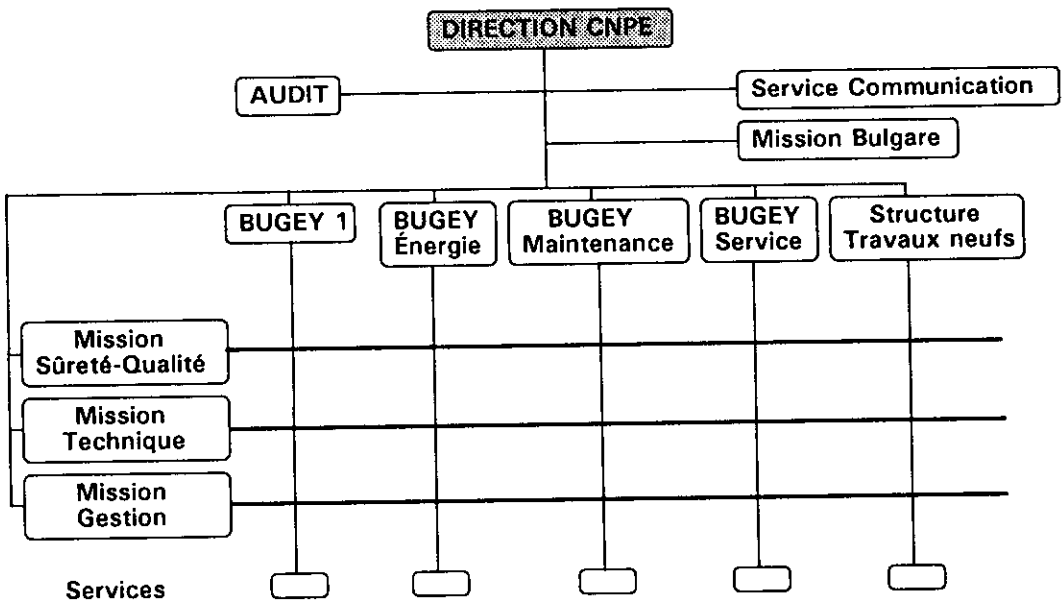 DIRECTION CNPE
AUDIT
Service Communication
Mission Bulgare
BUGEY 1
BUGEY
Énergie
BUGEY
Maintenance
BUGEY
Service
Structure
Travaux neufs
Mission
Sûreté-Qualité
Mission
Technique
Mission
Gestion
Services